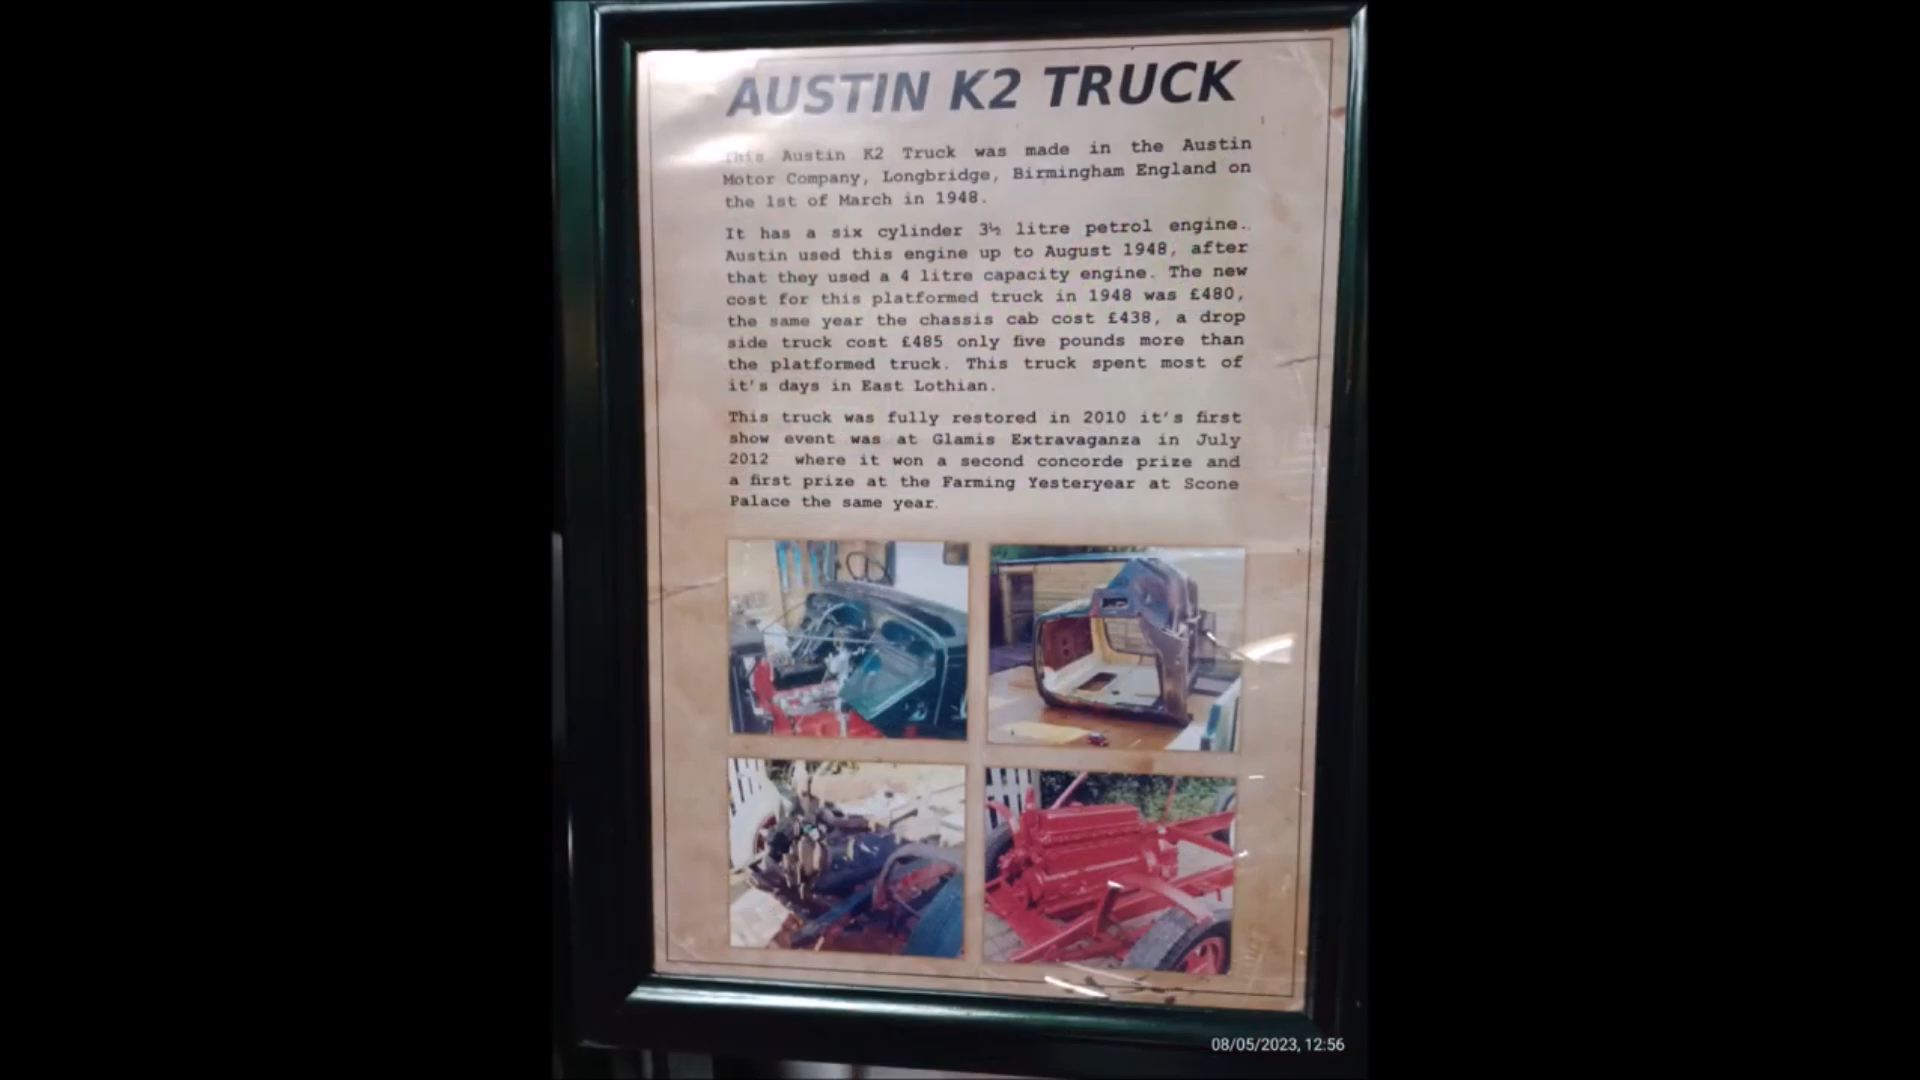 AUSTIN K2 TRUCK
This Austin K2 Truck was made in the Austin
Motor Company, Longbridge, Birmingham England on
the 1st of March in 1948.
It has a six cylinder 3½ litre petrol engine.
Austin used this engine up to August 1948, after
that they used a 4 litre capacity engine. The new
cost for this platformed truck in 1948 was £480,
the same year the chassis cab cost £438, a drop
side truck cost £485 only five pounds more than
the platformed truck. This truck spent most of
it's days in East Lothian.
This truck was fully restored in 2010 it's first
show event was at Glamis Extravaganza in July
2012 where it won a second concorde prize and
a first prize at the Farming Yesteryear at Scone
Palace the same year.
08/05/2023, 12:56